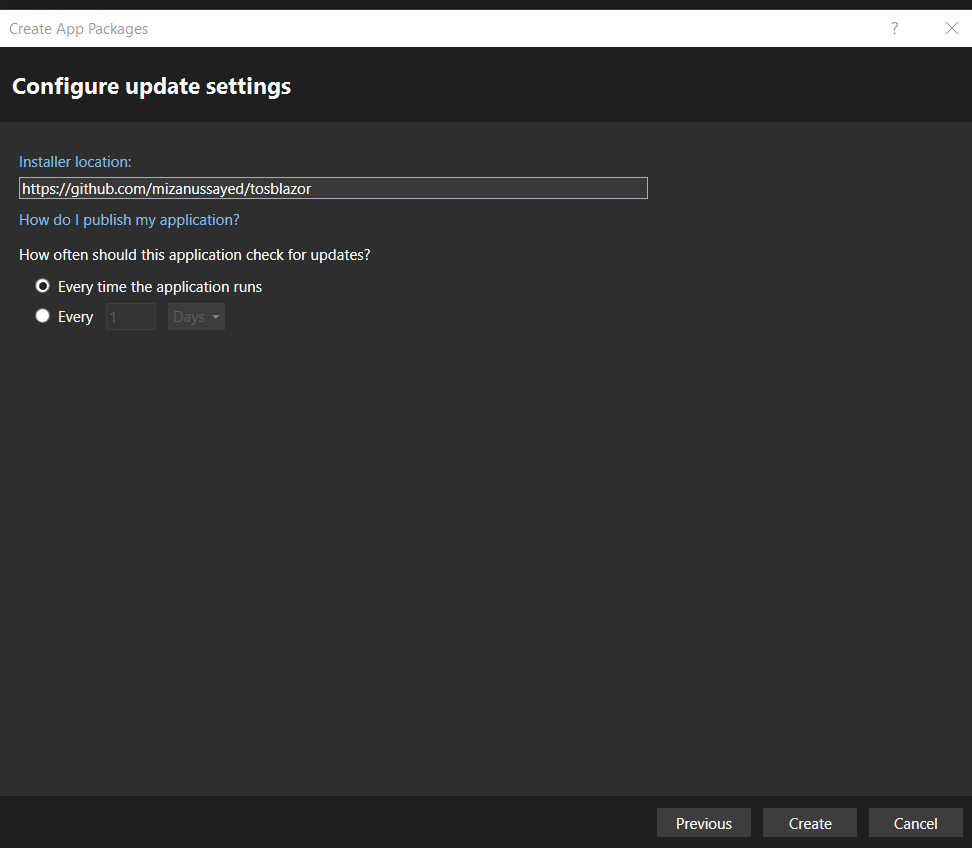 Create App Packages ?
Configure update settings
Installer location:
https://github.com/mizanussayed/tosblazor
How do I publish my application?
How often should this application check for updates?
Every time the application runs
Every 1 Days
Previous Create Cancel